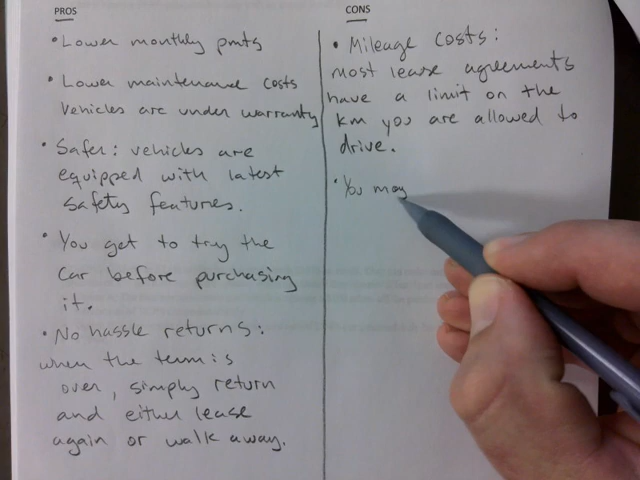 PROS
• Lower monthly pmts
• Lower maintenance costs
vehicles are under warranty
• Safer: vehicles are
equipped with latest
safety features.
• You get to try the
car before purchasing
it.
• No hassle returns:
when the term is
over, simply return
and either lease
again or walk away.
CONS
• Mileage costs:
most lease agreements
have a limit on the
km you are allowed to
drive.
• You may